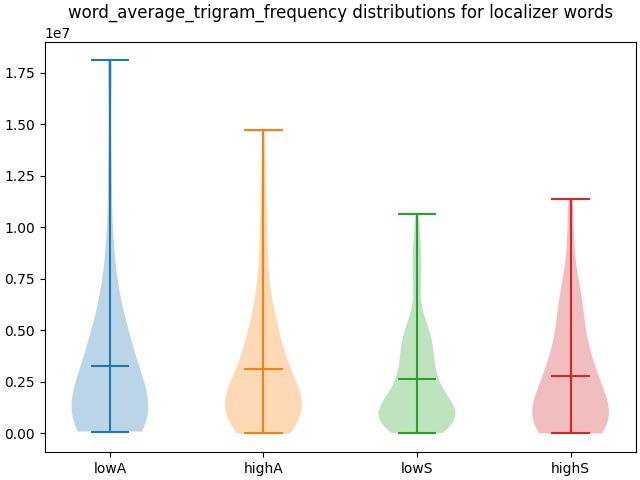 word_average_trigram_frequency distributions for localizer words
1e7
1.75
1.50
1.25
1.00
0.75
0.50
0.25
0.00
lowA highA lowS highS